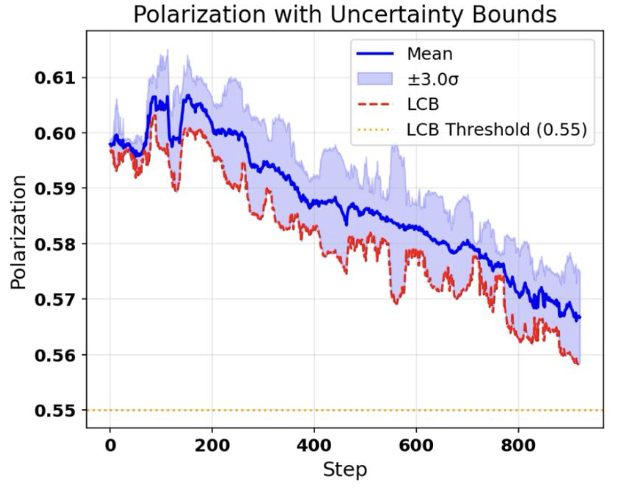 Polarization with Uncertainty Bounds
Mean
±3.0σ
LCB
LCB Threshold (0.55)
Polarization
0.61
0.60
0.59
0.58
0.57
0.56
0.55
0
200
400
600
800
Step